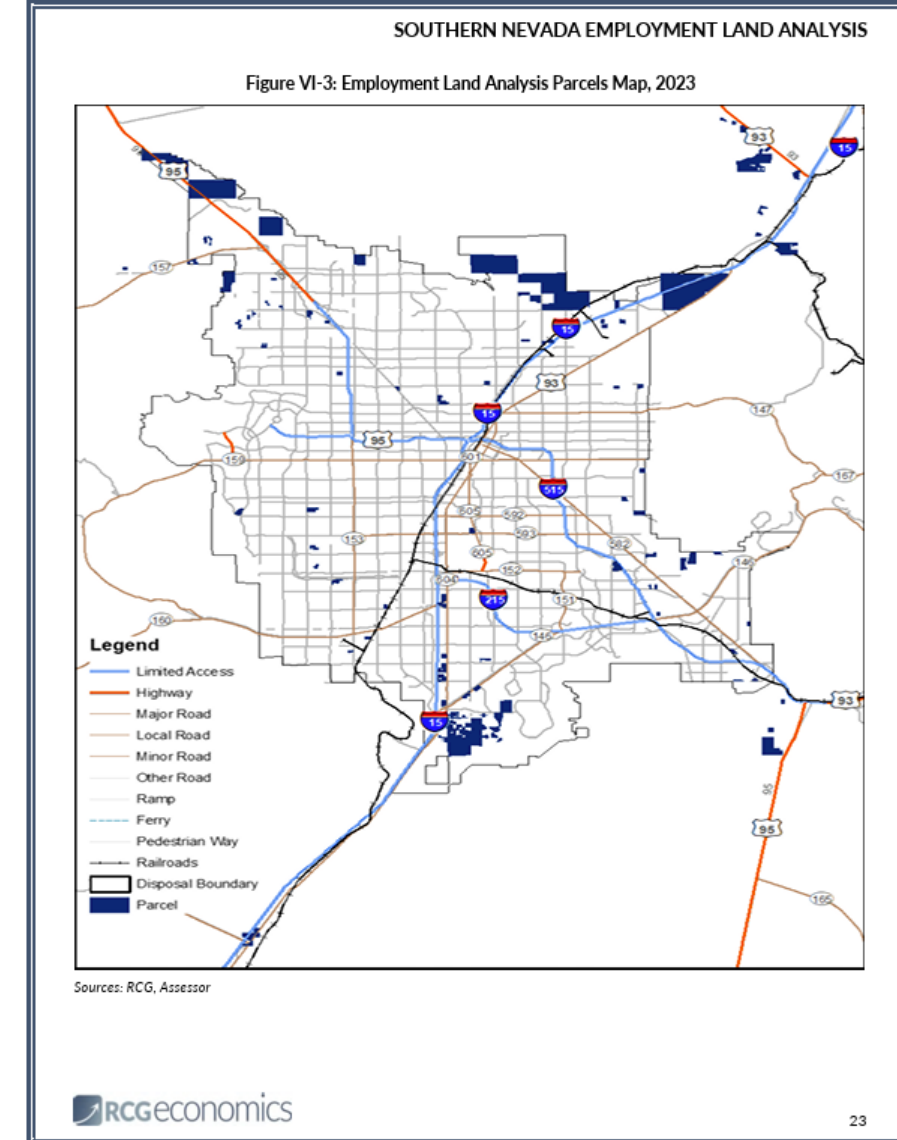 SOUTHERN NEVADA EMPLOYMENT LAND ANALYSIS
Figure VI-3: Employment Land Analysis Parcels Map, 2023
93
15
95
93
95
157
15
93
15
147
95
159
601
167
515
605
592
593
153
582
605
152
146
604
215
151
160
146
Legend
Limited Access
Highway
Major Road
Local Road
Minor Road
Other Road
Ramp
Ferry
Pedestrian Way
Railroads
Disposal Boundary
Parcel
15
93
95
95
165
Sources: RCG, Assessor
RCGeconomics
23